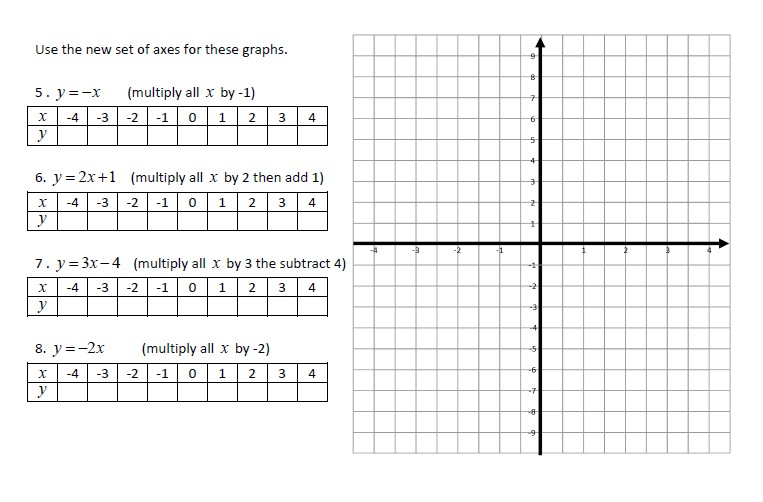 Use the new set of axes for these graphs.
5. y = −x (multiply all x by -1)
x -4 -3 -2 -1 0 1 2 3 4
y
6. y = 2x+1 (multiply all x by 2 then add 1)
x -4 -3 -2 -1 0 1 2 3 4
y
7. y = 3x−4 (multiply all x by 3 the subtract 4)
x -4 -3 -2 -1 0 1 2 3 4
y
8. y = −2x (multiply all x by -2)
x -4 -3 -2 -1 0 1 2 3 4
y
9
8
7
6
5
4
3
2
1
-4 -3 -2 -1 1 2 3 4
-1
-2
-3
-4
-5
-6
-7
-8
-9